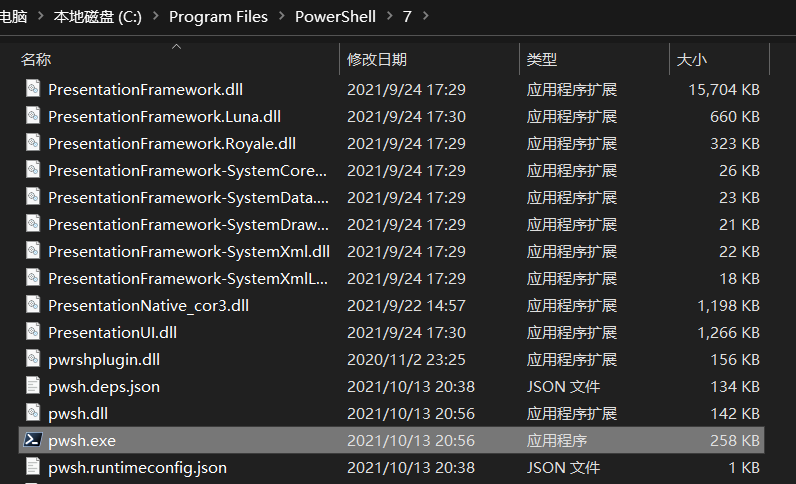 电脑 > 本地磁盘 (C:) > Program Files > PowerShell > 7 >
名称 修改日期 类型 大小
PresentationFramework.dll 2021/9/24 17:29 应用程序扩展 15,704 KB
PresentationFramework.Luna.dll 2021/9/24 17:30 应用程序扩展 660 KB
PresentationFramework.Royale.dll 2021/9/24 17:29 应用程序扩展 323 KB
PresentationFramework-SystemCore... 2021/9/24 17:29 应用程序扩展 26 KB
PresentationFramework-SystemData.... 2021/9/24 17:29 应用程序扩展 23 KB
PresentationFramework-SystemDraw... 2021/9/24 17:29 应用程序扩展 21 KB
PresentationFramework-SystemXml.dll 2021/9/24 17:29 应用程序扩展 22 KB
PresentationFramework-SystemXmlL... 2021/9/24 17:29 应用程序扩展 18 KB
PresentationNative_cor3.dll 2021/9/22 14:57 应用程序扩展 1,198 KB
PresentationUI.dll 2021/9/24 17:30 应用程序扩展 1,266 KB
pwrshplugin.dll 2020/11/2 23:25 应用程序扩展 156 KB
pwsh.deps.json 2021/10/13 20:38 JSON 文件 134 KB
pwsh.dll 2021/10/13 20:56 应用程序扩展 142 KB
pwsh.exe 2021/10/13 20:56 应用程序 258 KB
pwsh.runtimeconfig.json 2021/10/13 20:38 JSON 文件 1 KB